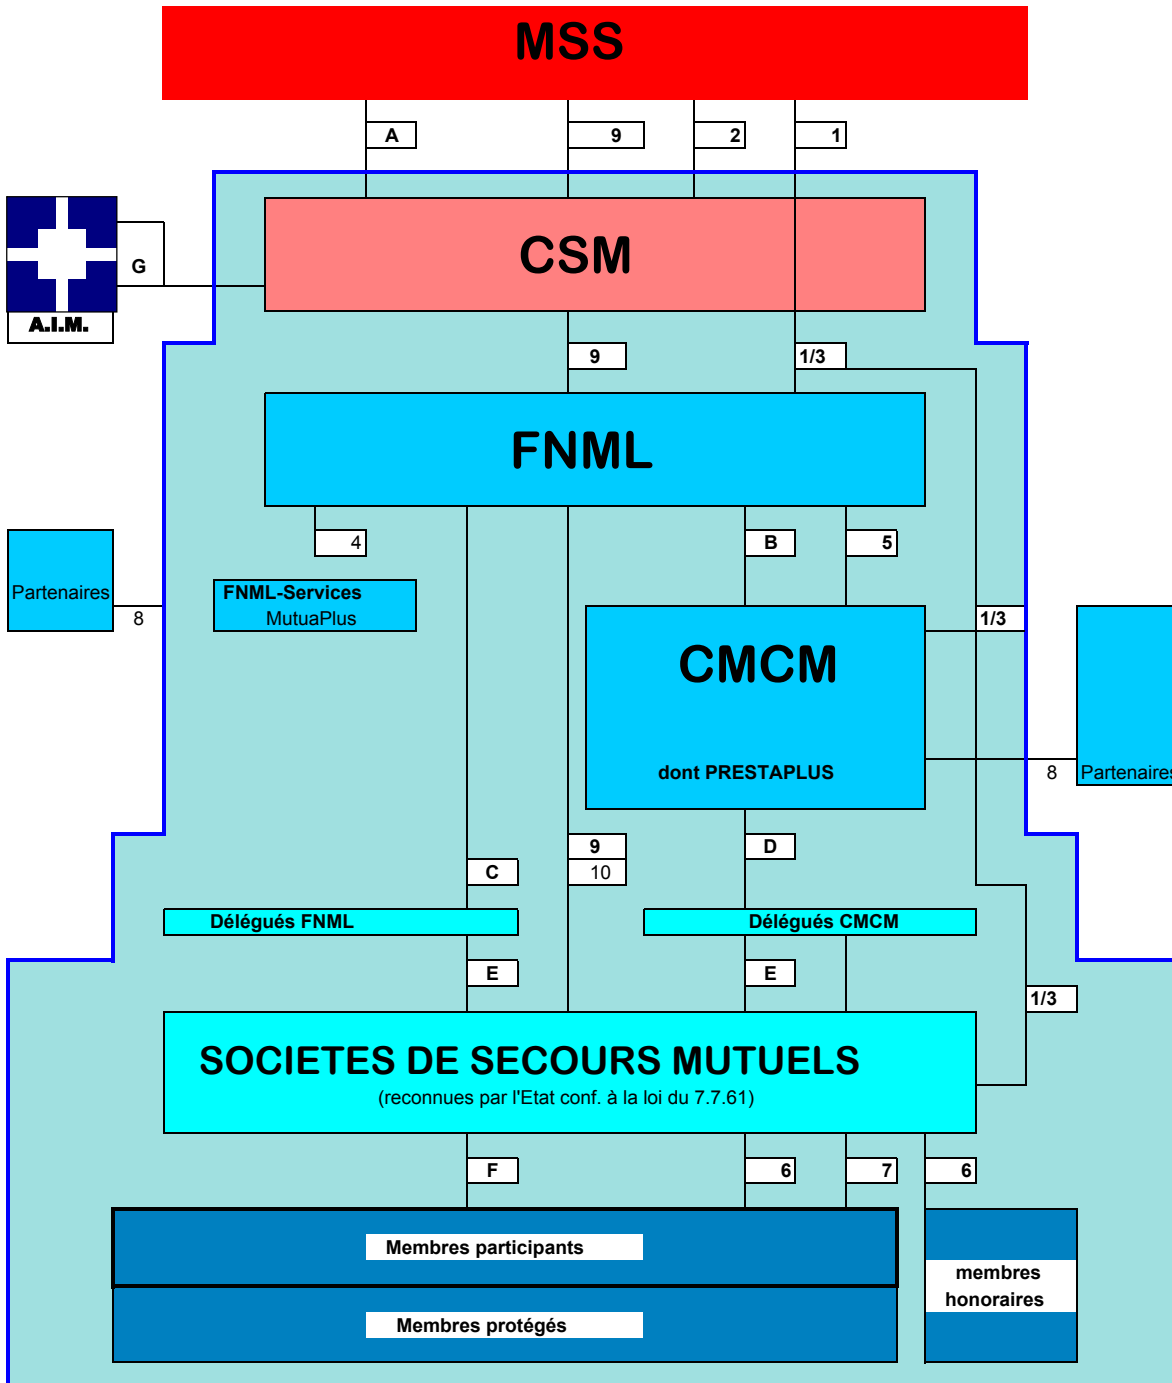 MSS
A
9
2
1
CSM
G
A.I.M.
9
1/3
FNML
4
B
5
Partenaires
8
FNML-Services
MutuaPlus
1/3
CMCM
dont PRESTAPLUS
8
Partenaires
9
D
C
10
Délégués FNML
Délégués CMCM
E
E
1/3
SOCIETES DE SECOURS MUTUELS
(reconnues par l'Etat conf. à la loi du 7.7.61)
F
6
7
6
Membres participants
membres
honoraires
Membres protégés